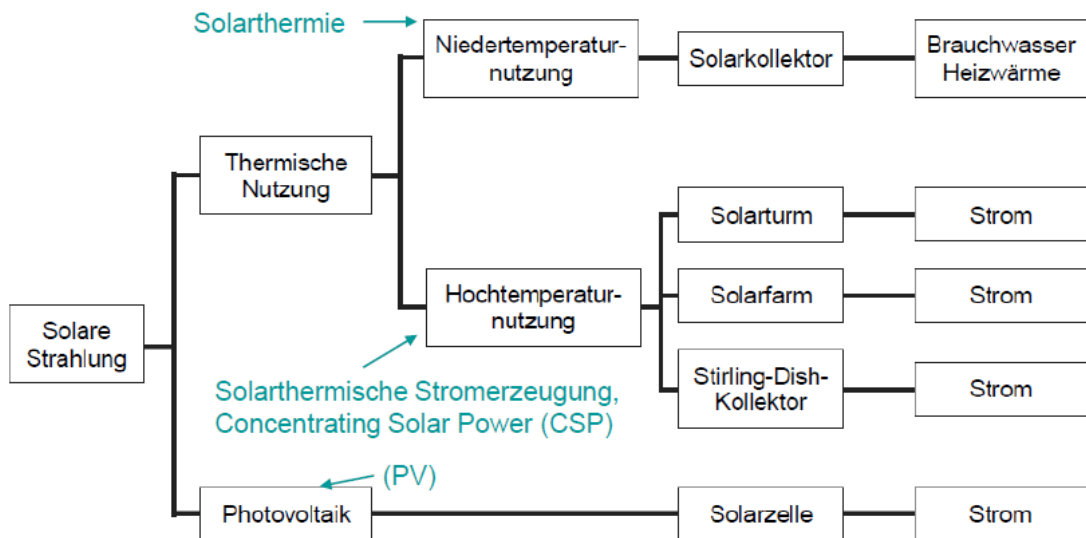 Solarthermie
Niedertemperatur-
nutzung
Solarkollektor
Brauchwasser
Heizwärme
Thermische
Nutzung
Solarturm
Strom
Hochtemperatur-
nutzung
Solarfarm
Strom
Solare
Strahlung
Solarthermische Stromerzeugung,
Concentrating Solar Power (CSP)
Stirling-Dish-
Kollektor
Strom
(PV)
Photovoltaik
Solarzelle
Strom